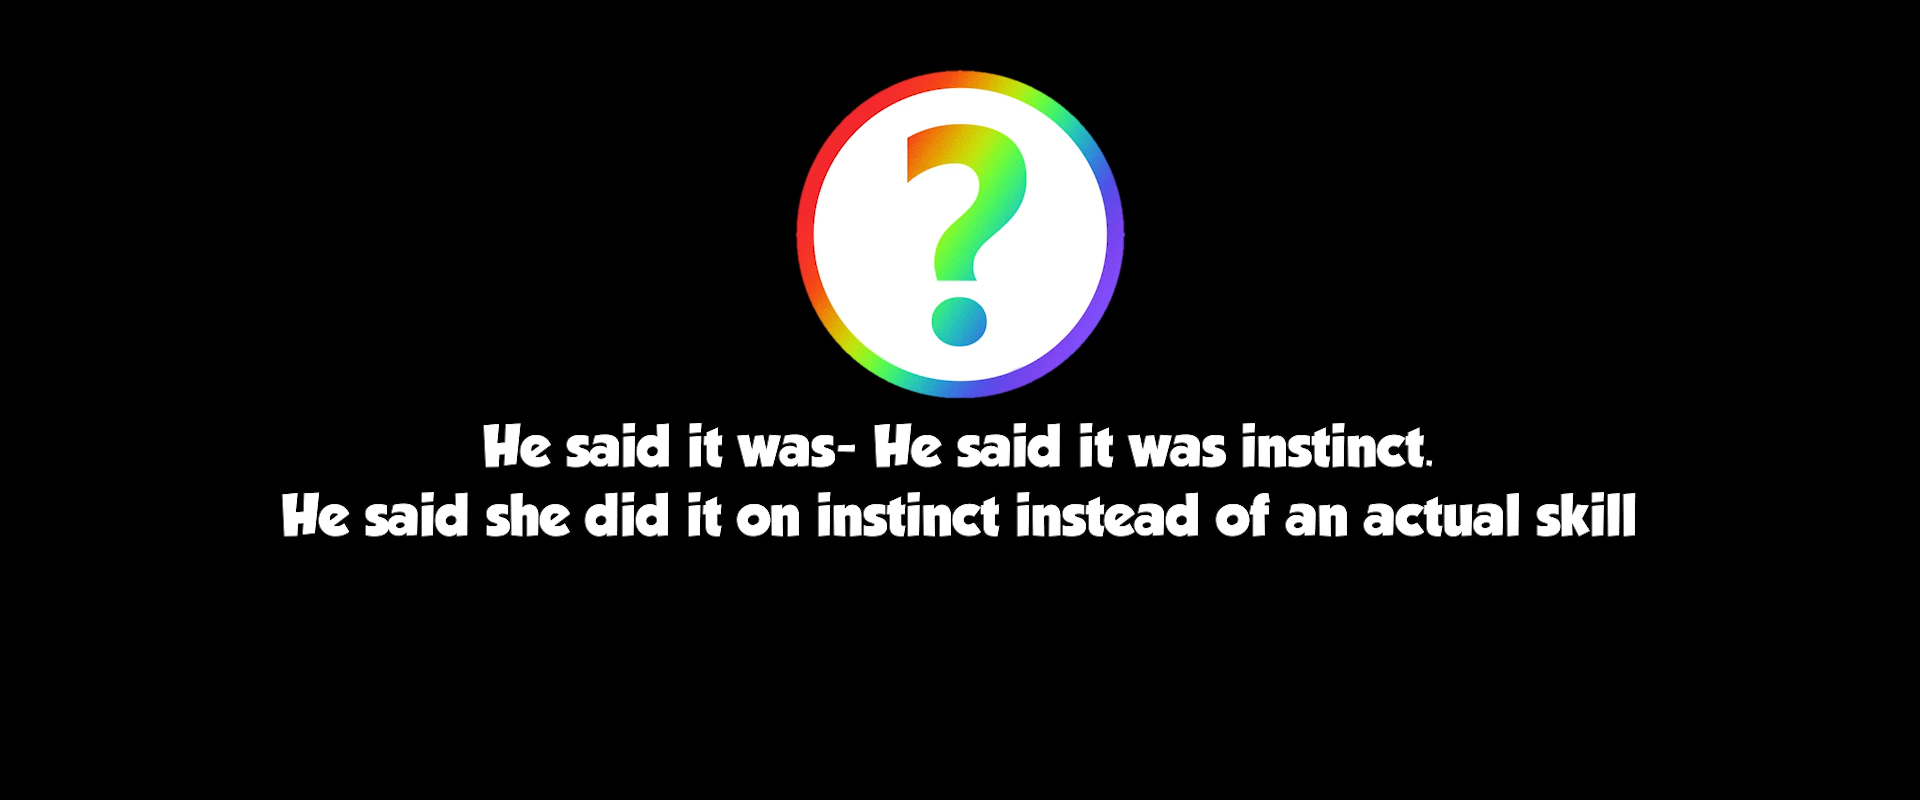 ?
He said it was- He said it was instinct.
He said she did it on instinct instead of an actual skill